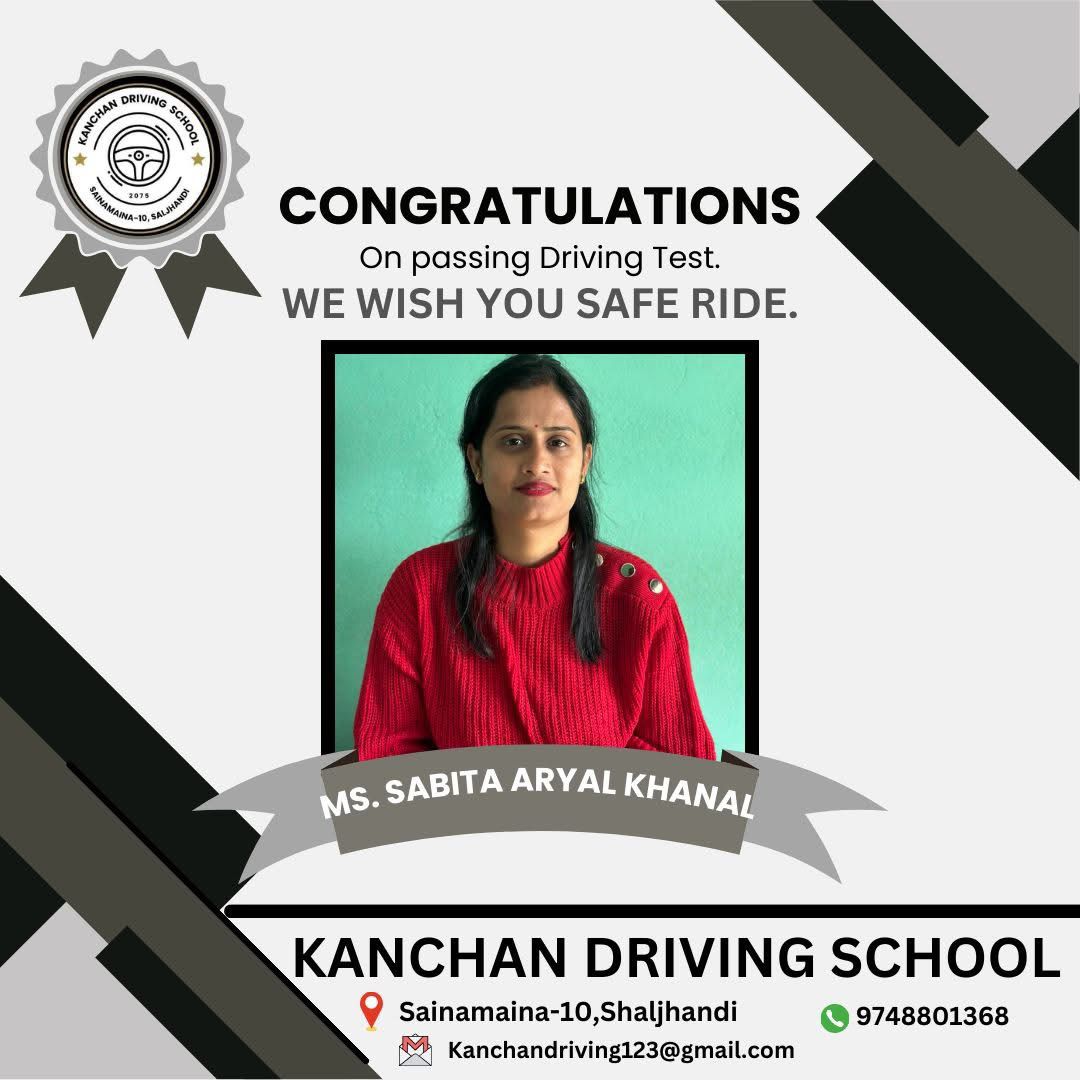 KANCHAN DRIVING SCHOOL
2075
SAINAMAINA-10, SALJHANDI
CONGRATULATIONS
On passing Driving Test.
WE WISH YOU SAFE RIDE.
MS. SABITA ARYAL KHANAL
KANCHAN DRIVING SCHOOL
Sainamaina-10,Shaljhandi
9748801368
Kanchandriving123@gmail.com